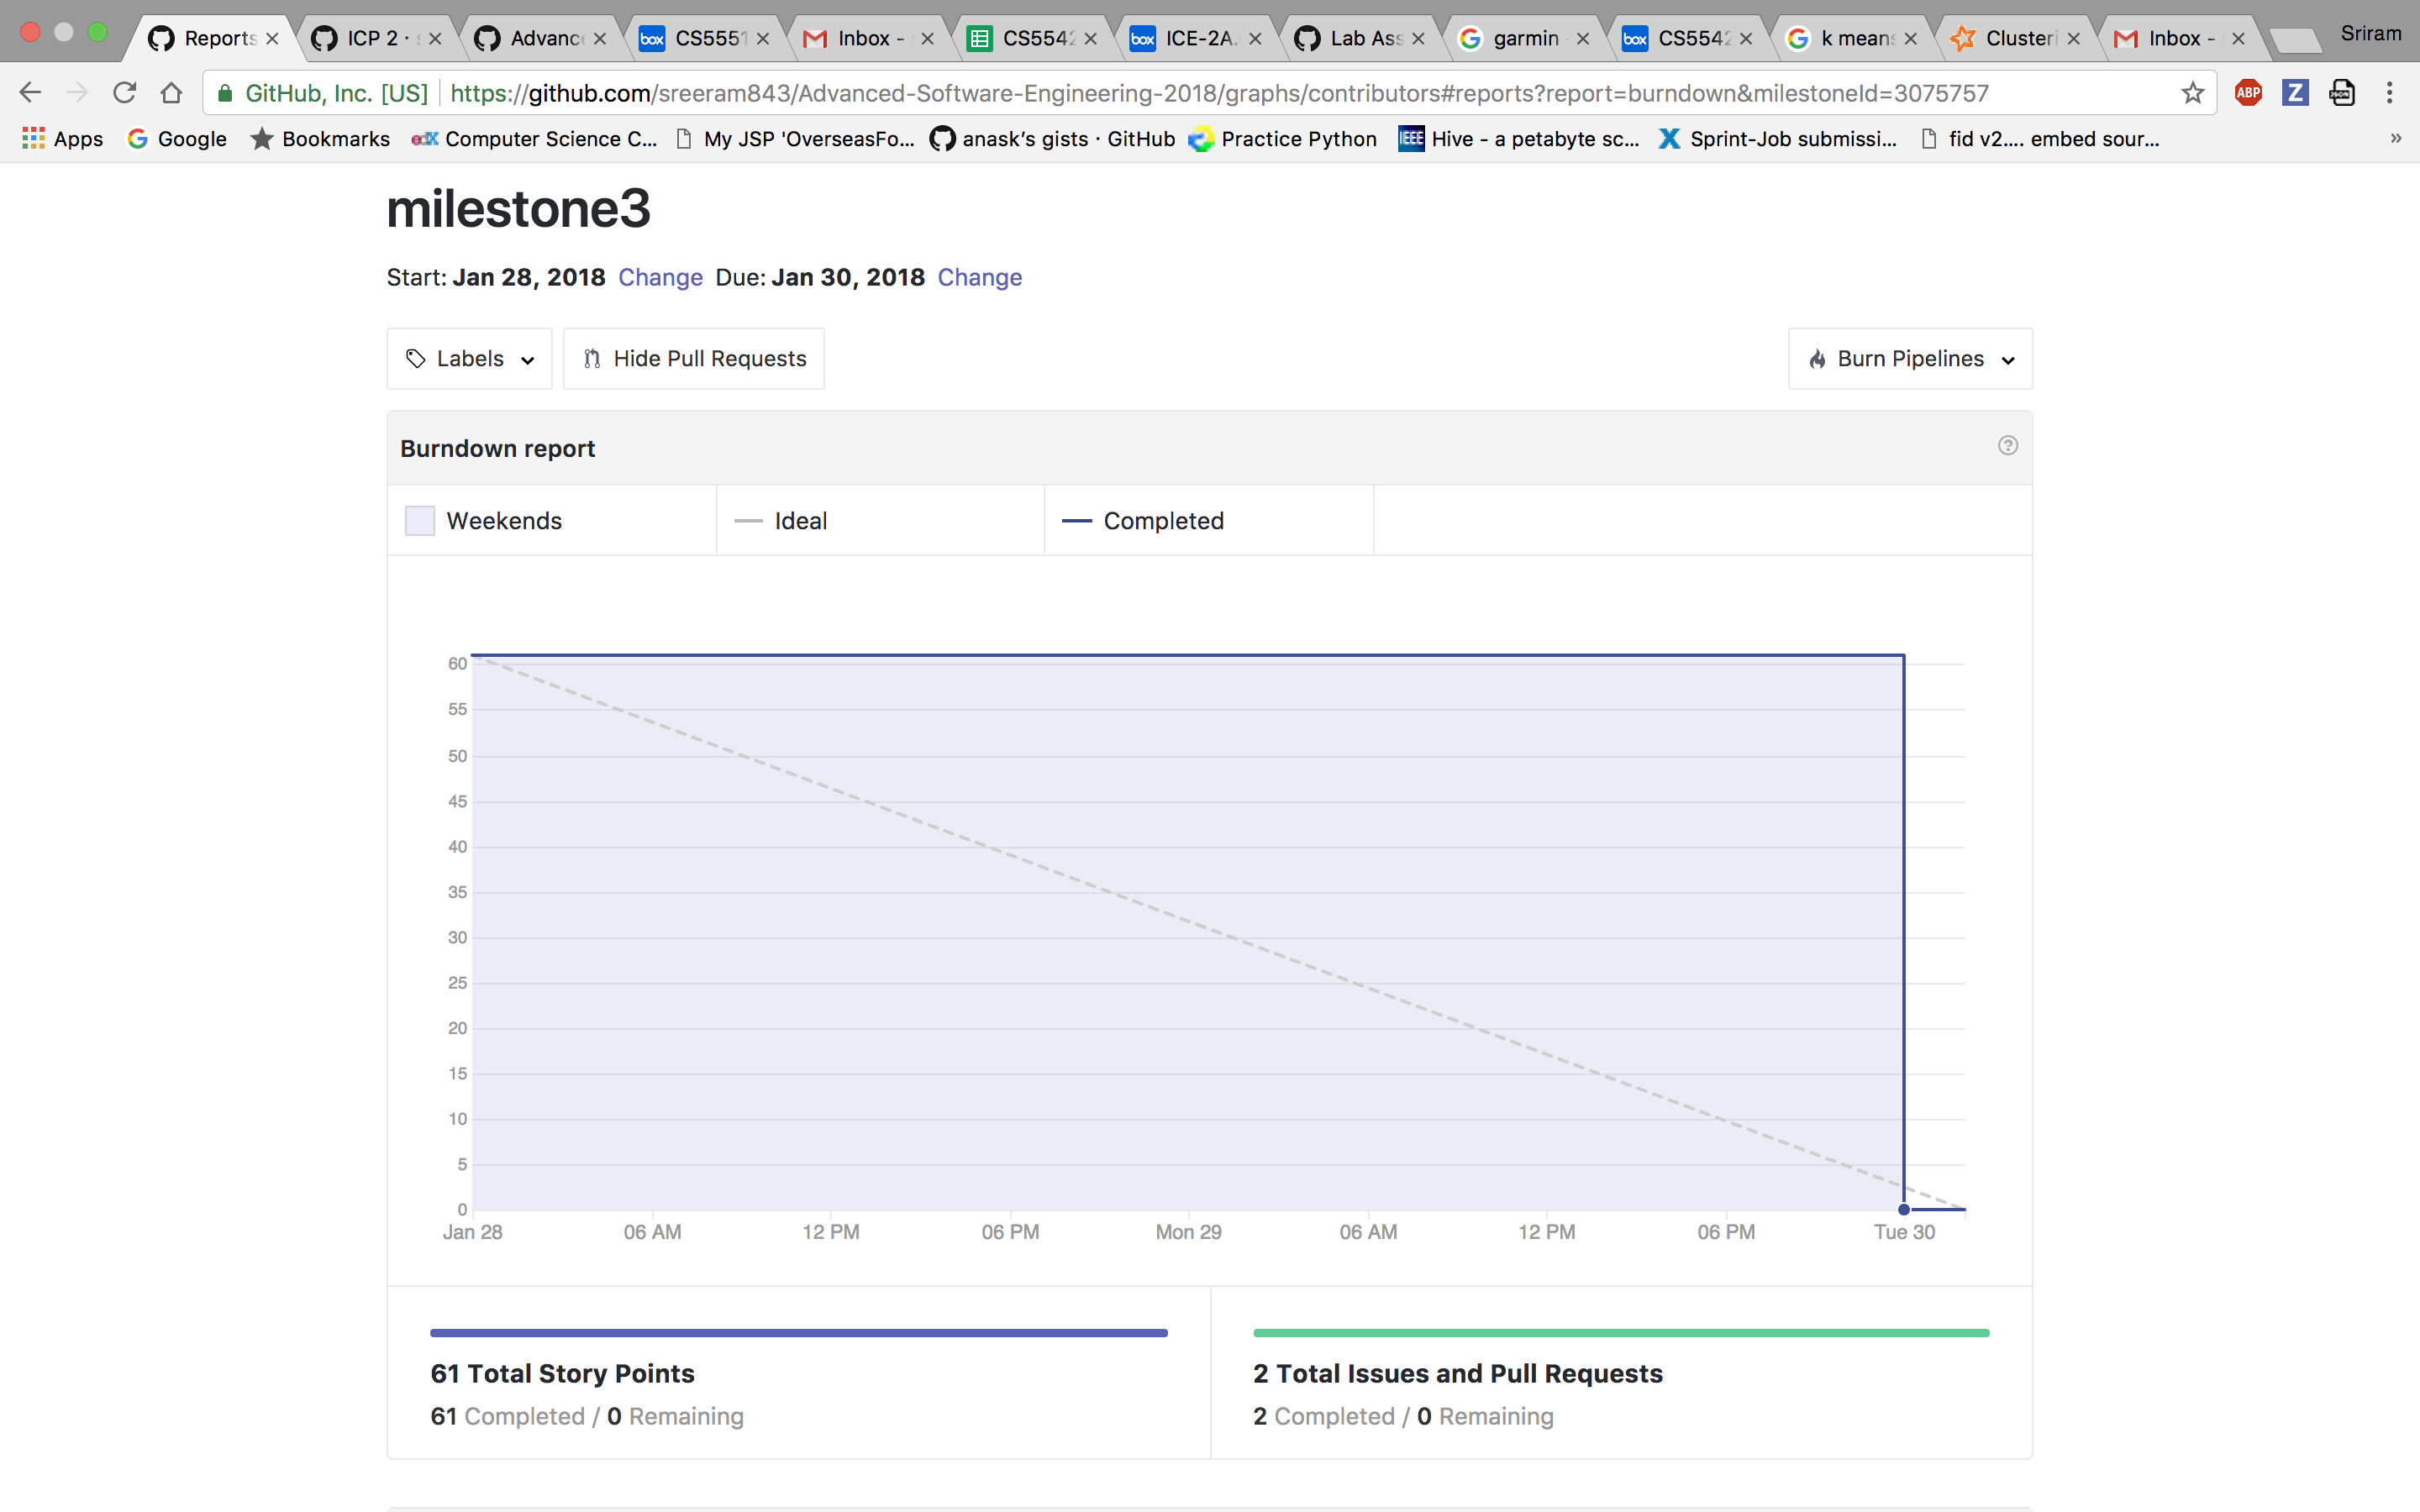 Reports ICP 2 · Advance CS5551 Inbox - CS5542 ICE-2A. Lab Ass garmin CS5542 k means Clusteri Inbox - Sriram
GitHub, Inc. [US] https://github.com/sreeram843/Advanced-Software-Engineering-2018/graphs/contributors#reports?report=burndown&milestoneId=3075757 ABP Z
Apps Google Bookmarks edX Computer Science C... My JSP 'OverseasFo... anask's gists · GitHub Practice Python IEEE Hive - a petabyte sc... X Sprint-Job submissi... fid v2.... embed sour... »
milestone3
Start: Jan 28, 2018 Change Due: Jan 30, 2018 Change
Labels Hide Pull Requests Burn Pipelines
Burndown report
Weekends Ideal Completed
60
55
50
45
40
35
30
25
20
15
10
5
0
Jan 28 06 AM 12 PM 06 PM Mon 29 06 AM 12 PM 06 PM Tue 30
61 Total Story Points
61 Completed / 0 Remaining
2 Total Issues and Pull Requests
2 Completed / 0 Remaining